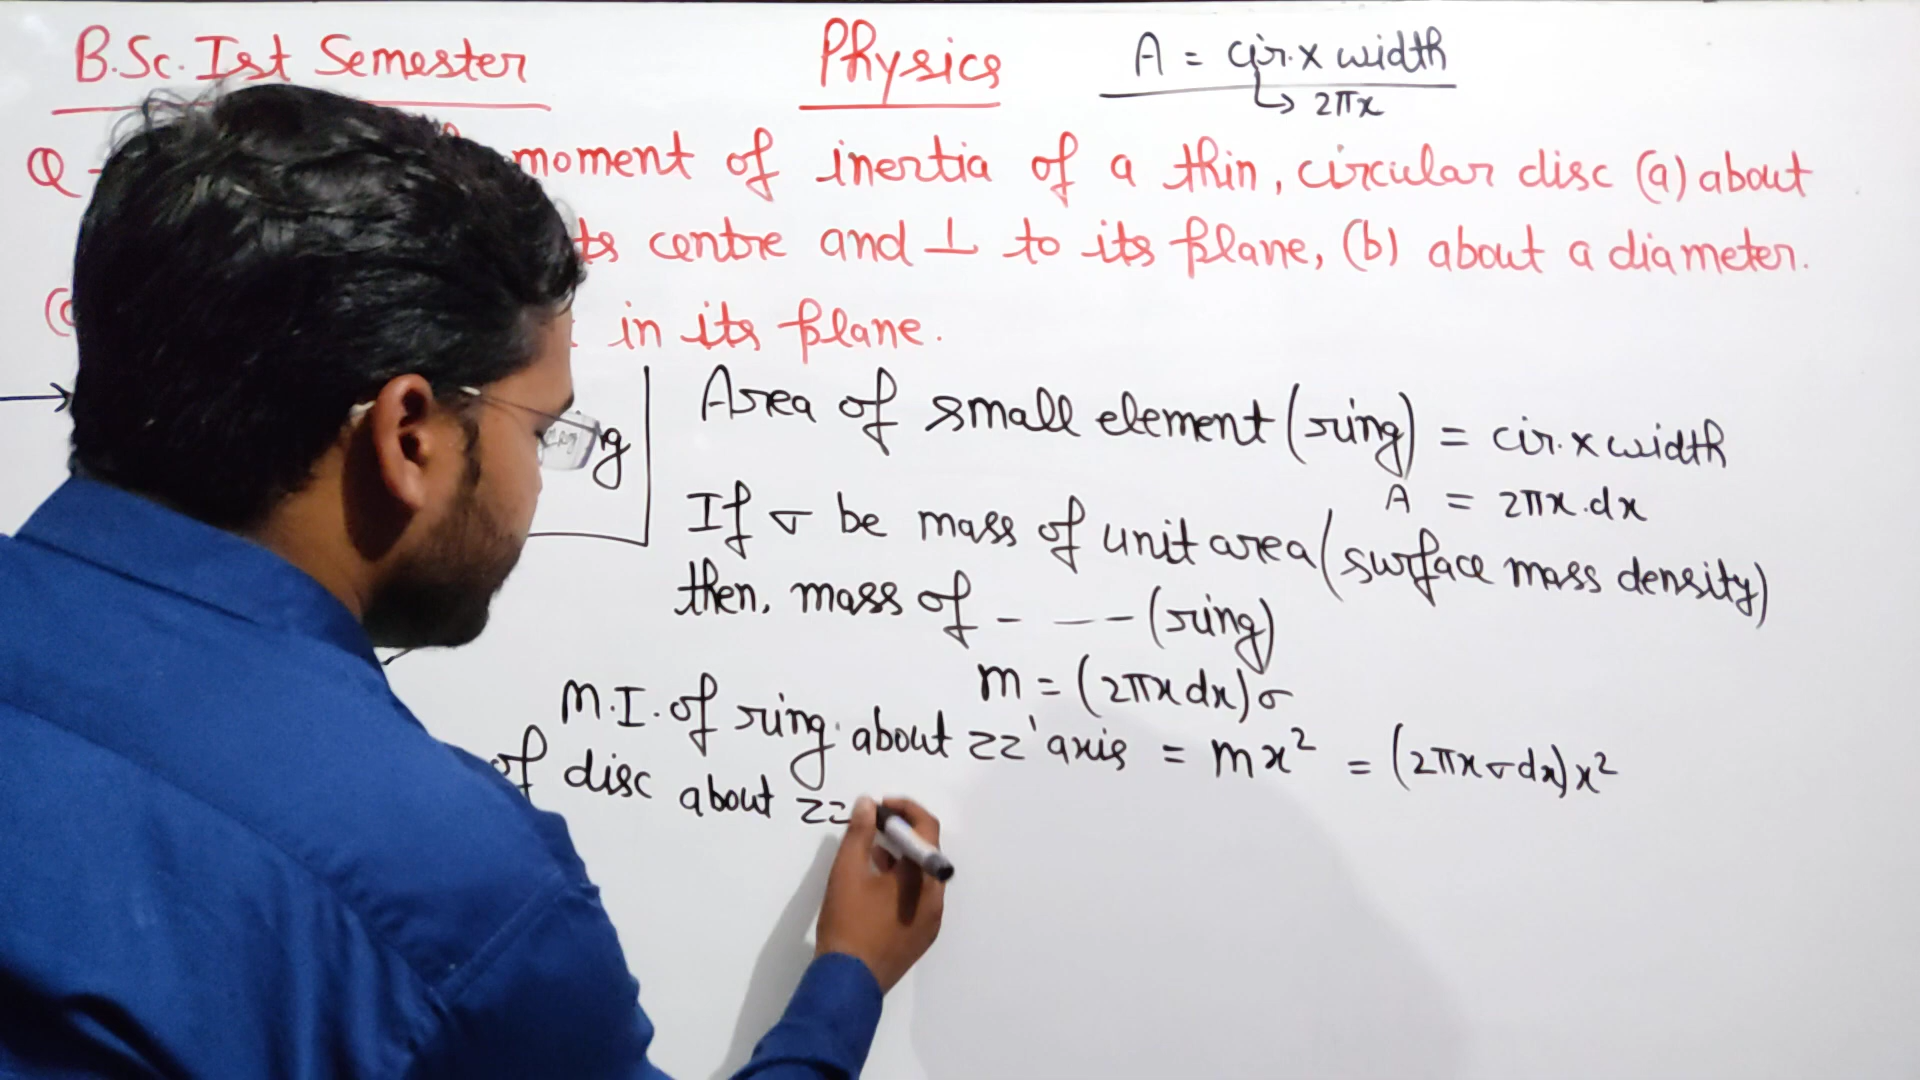 B.Sc. Ist Semester
Physics
A = cir. x width
↳ 2πx
Q- moment of inertia of a thin, circular disc (a) about
its centre and ⊥ to its plane, (b) about a diameter.
in its plane.
Area of small element (ring) = cir. x width
A = 2πx.dx
If σ be mass of unit area (surface mass density)
then, mass of - - - (ring)
m = (2πx dx)σ
M.I. of ring about zz' axis = mx² = (2πxσdx)x²
of disc about zz